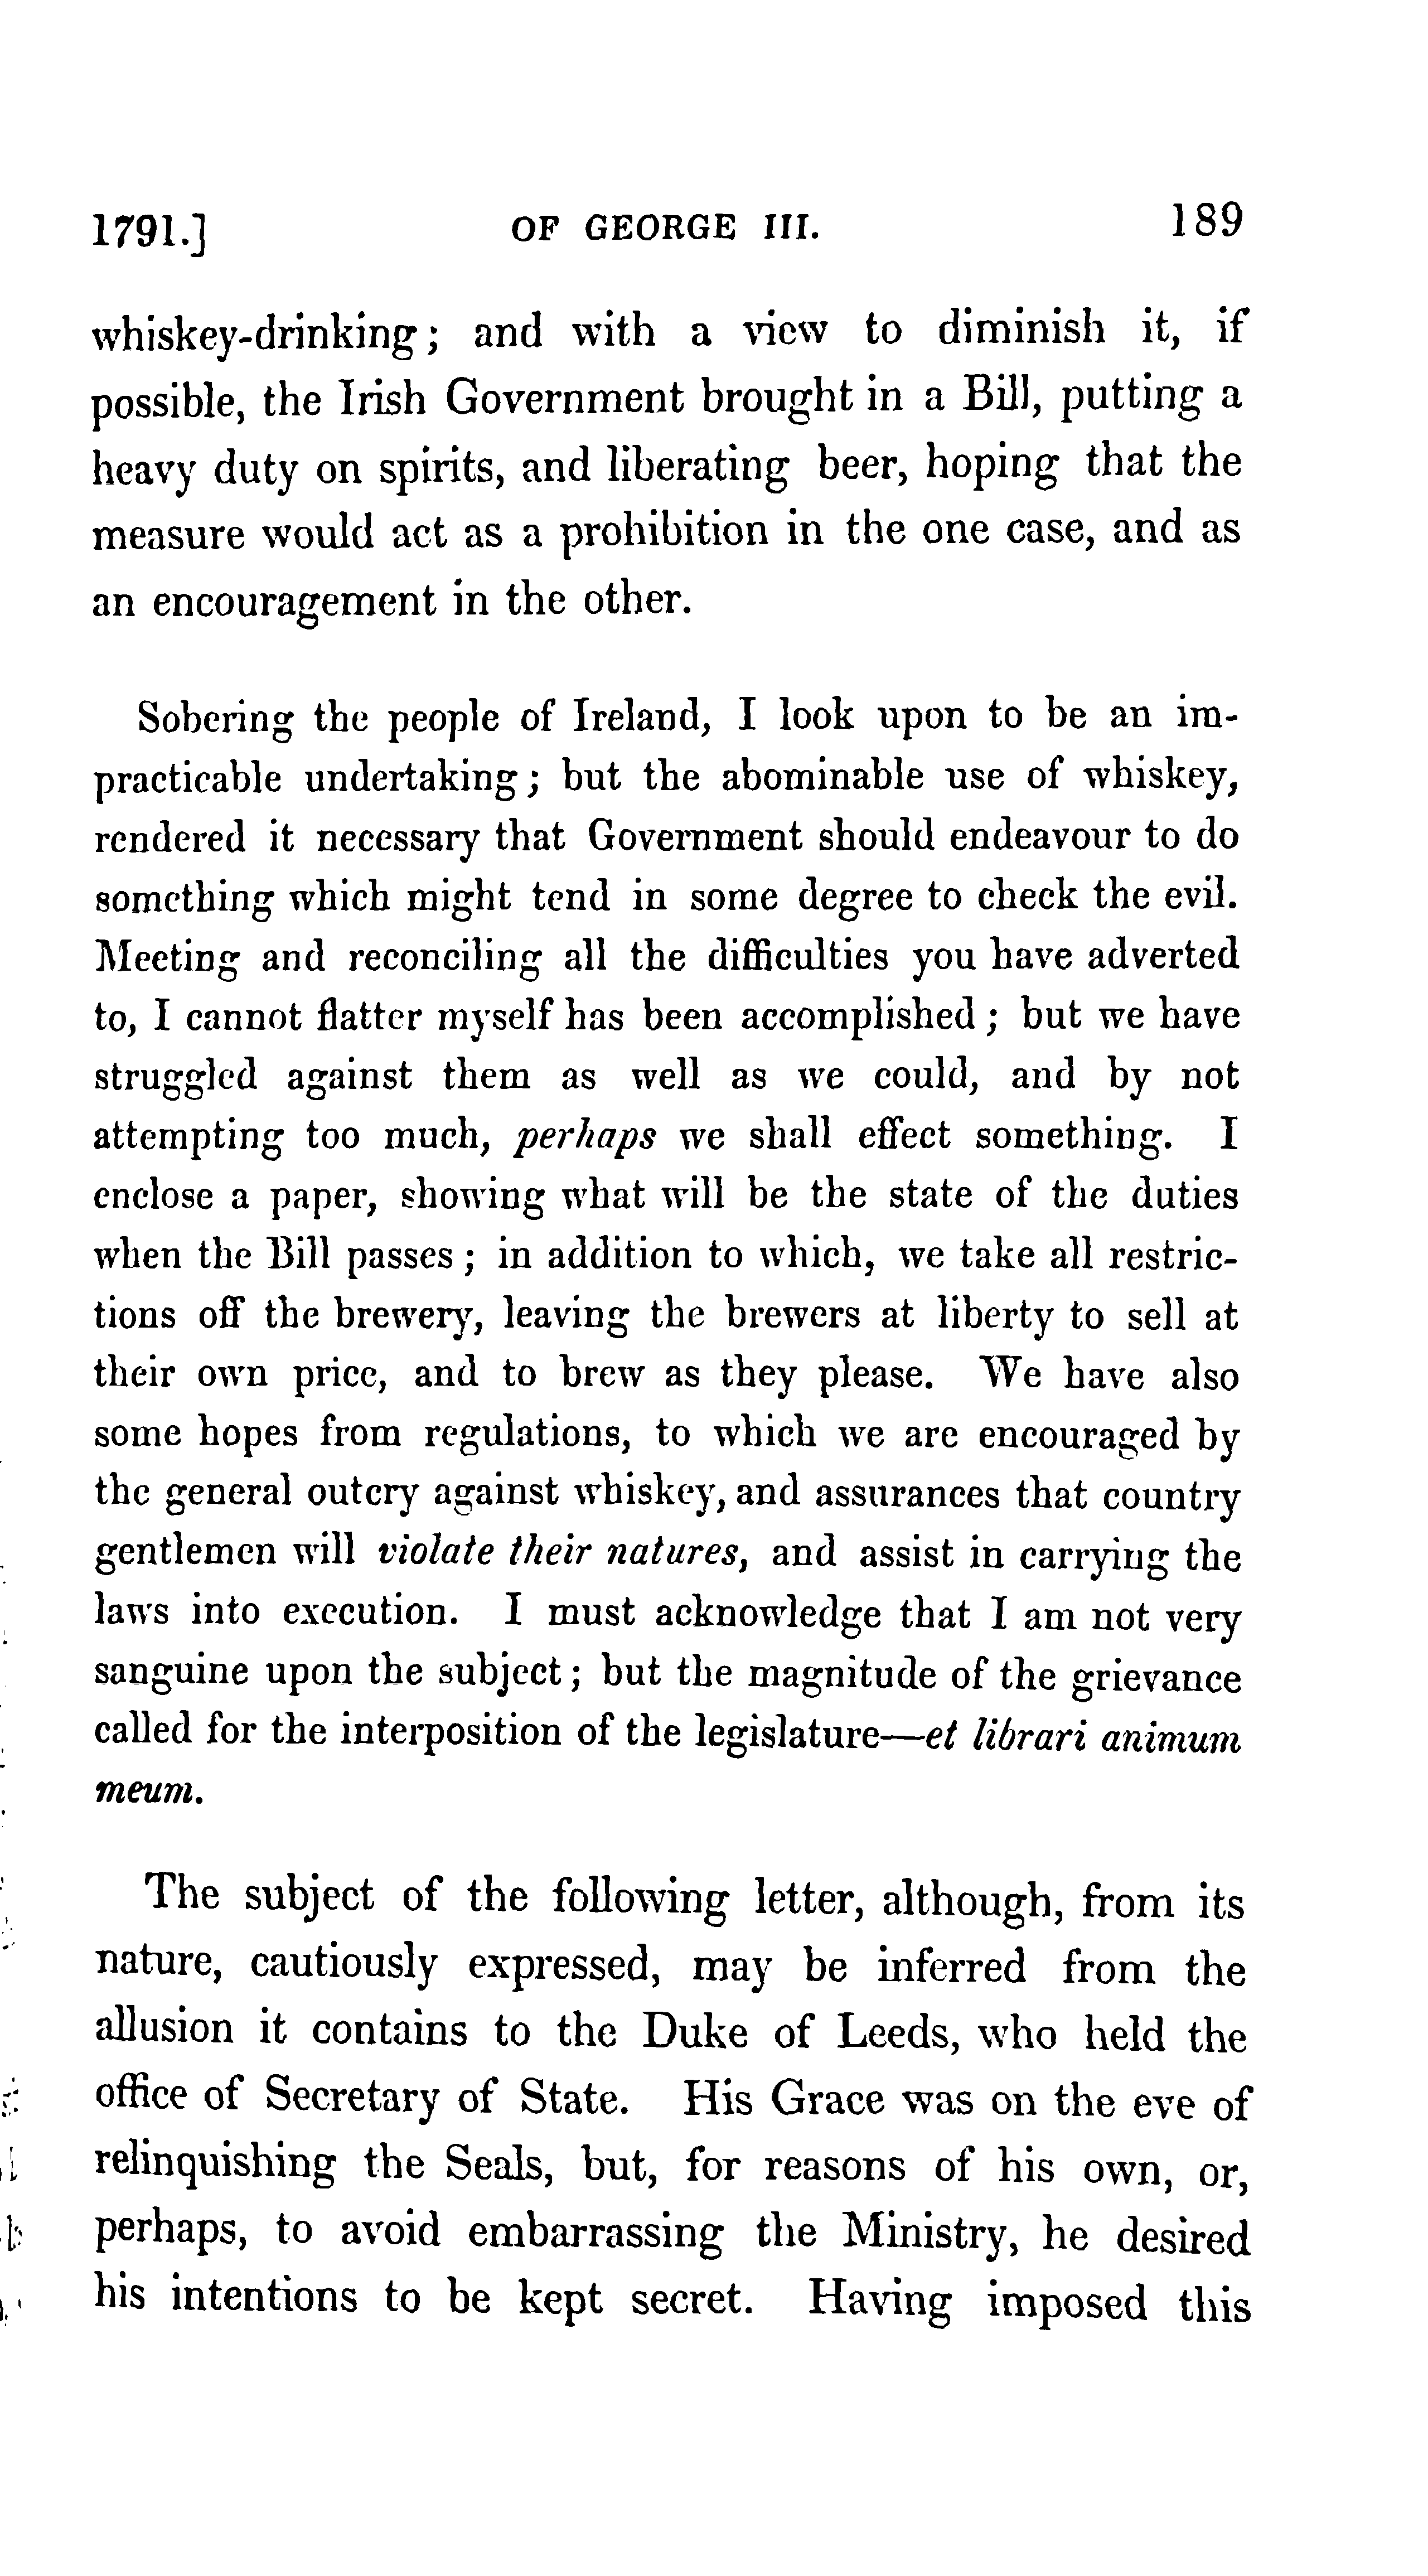 1791.] OF GEORGE III. 189
whiskey-drinking; and with a view to diminish it, if
possible, the Irish Government brought in a Bill, putting a
heavy duty on spirits, and liberating beer, hoping that the
measure would act as a prohibition in the one case, and as
an encouragement in the other.
Sobering the people of Ireland, I look upon to be an im-
practicable undertaking; but the abominable use of whiskey,
rendered it necessary that Government should endeavour to do
something which might tend in some degree to check the evil.
Meeting and reconciling all the difficulties you have adverted
to, I cannot flatter myself has been accomplished; but we have
struggled against them as well as we could, and by not
attempting too much, perhaps we shall effect something. I
enclose a paper, showing what will be the state of the duties
when the Bill passes; in addition to which, we take all restric-
tions off the brewery, leaving the brewers at liberty to sell at
their own price, and to brew as they please. We have also
some hopes from regulations, to which we are encouraged by
the general outcry against whiskey, and assurances that country
gentlemen will violate their natures, and assist in carrying the
laws into execution. I must acknowledge that I am not very
sanguine upon the subject; but the magnitude of the grievance
called for the interposition of the legislature—et librari animum
meum.
The subject of the following letter, although, from its
nature, cautiously expressed, may be inferred from the
allusion it contains to the Duke of Leeds, who held the
office of Secretary of State. His Grace was on the eve of
relinquishing the Seals, but, for reasons of his own, or,
perhaps, to avoid embarrassing the Ministry, he desired
his intentions to be kept secret. Having imposed this